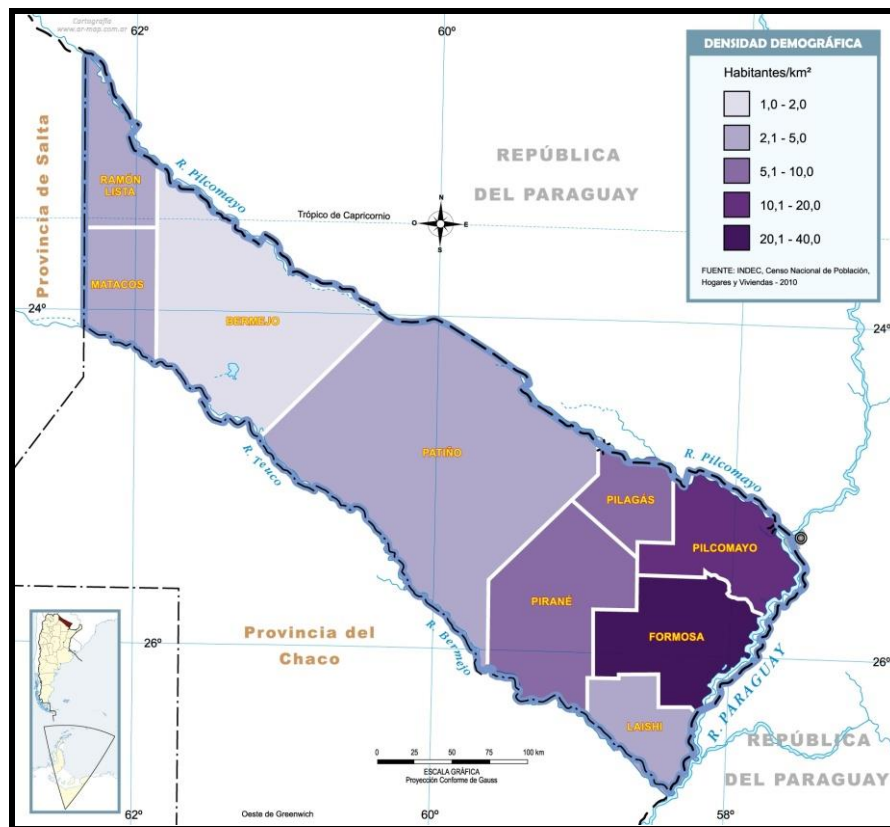 Cartografía
www.ar-map.com.ar
62º
60º
DENSIDAD DEMOGRÁFICA
Habitantes/km²
1,0 - 2,0
2,1 - 5,0
5,1 - 10,0
10,1 - 20,0
20,1 - 40,0
FUENTE: INDEC, Censo Nacional de Población,
Hogares y Viviendas - 2010
REPÚBLICA
DEL PARAGUAY
Provincia de Salta
R. Pilcomayo
RAMÓN
LISTA
Trópico de Capricornio
N
O
E
S
MATACOS
24º
BERMEJO
24º
PATIÑO
R. Teuco
R. Pilcomayo
PILAGÁS
PILCOMAYO
PIRANÉ
FORMOSA
Provincia del
Chaco
26º
R. Bermejo
26º
LAISHI
R. PARAGUAY
REPÚBLICA
DEL PARAGUAY
0 25 50 75 100 km
ESCALA GRÁFICA
Proyección Conforme de Gauss
62º
Oeste de Greenwich
60º
58º